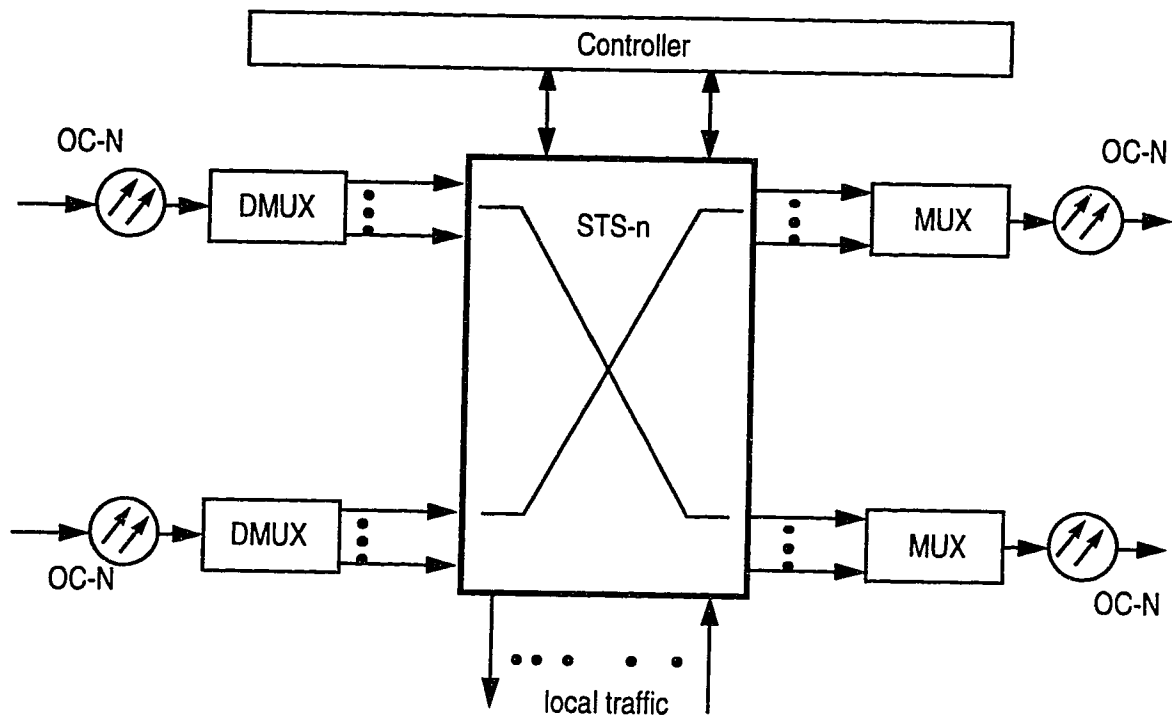 Controller
OC-N
OC-N
DMUX
STS-n
MUX
DMUX
MUX
OC-N
OC-N
local traffic